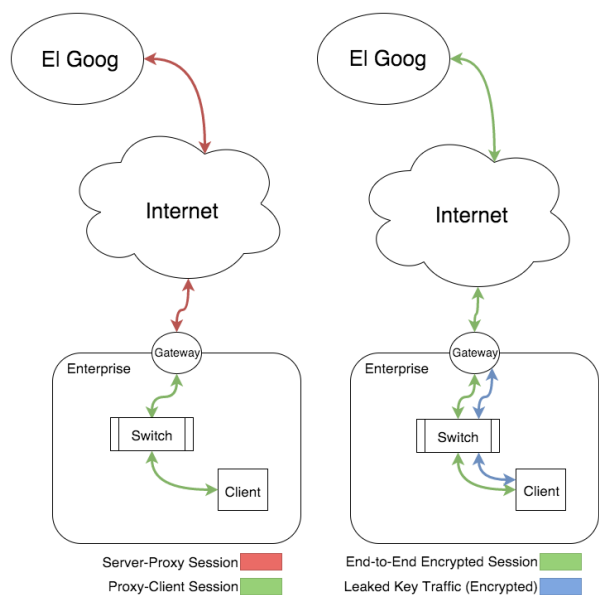 El Goog
Internet
Gateway
Enterprise
Switch
Client
Server-Proxy Session
Proxy-Client Session
El Goog
Internet
Gateway
Enterprise
Switch
Client
End-to-End Encrypted Session
Leaked Key Traffic (Encrypted)